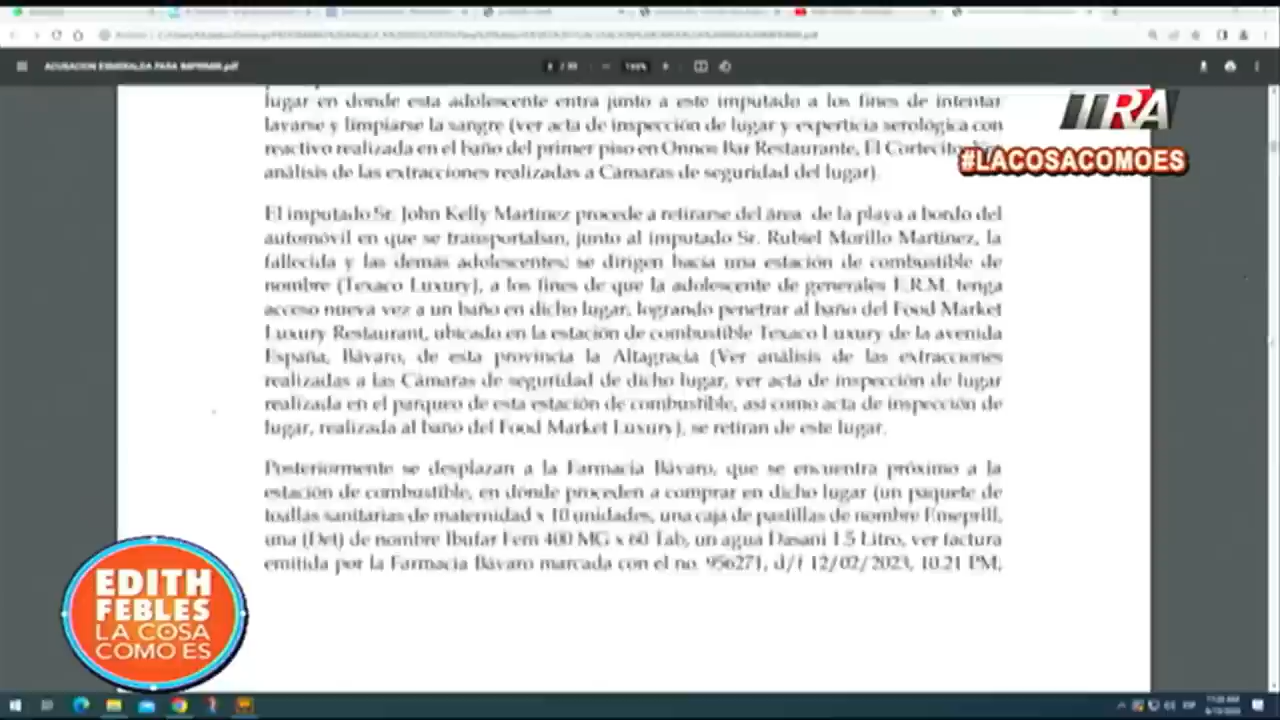 ACUSACION ESMERALDA PARA IMPRIMIR.pdf
lugar en donde esta adolescente entra junto a este imputado a los fines de intentar
lavarse y limpiarse la sangre (ver acta de inspección de lugar y experticia serológica con
reactivo realizada en el baño del primer piso en Onnos Bar Restaurante, El Cortecito
análisis de las extracciones realizadas a Cámaras de seguridad del lugar).
TRA
#LACOSACOMOES
El imputado Sr. John Kelly Martínez procede a retirarse del área de la playa a bordo del
automóvil en que se transportaban, junto al imputado Sr. Rubiel Morillo Martínez, la
fallecida y las demás adolescentes; se dirigen hacia una estación de combustible de
nombre (Texaco Luxury), a los fines de que la adolescente de generales E.R.M. tenga
acceso nueva vez a un baño en dicho lugar, logrando penetrar al baño del Food Market
Luxury Restaurant, ubicado en la estación de combustible Texaco Luxury de la avenida
España, Bávaro, de esta provincia la Altagracia (Ver análisis de las extracciones
realizadas a las Cámaras de seguridad de dicho lugar, ver acta de inspección de lugar
realizada en el parqueo de esta estación de combustible, así como acta de inspección de
lugar, realizada al baño del Food Market Luxury), se retiran de este lugar.
Posteriormente se desplazan a la Farmacia Bávaro, que se encuentra próximo a la
estación de combustible, en donde proceden a comprar en dicho lugar (un paquete de
toallas sanitarias de maternidad x 10 unidades, una caja de pastillas de nombre Emeprill,
una (Det) de nombre Ibufar Fem 400 MG x 60 Tab, un agua Dasani 1.5 Litro, ver factura
emitida por la Farmacia Bávaro marcada con el no. 956271, d/f 12/02/2023, 10:21 PM,
EDITH
FEBLES
LA COSA
COMO ES